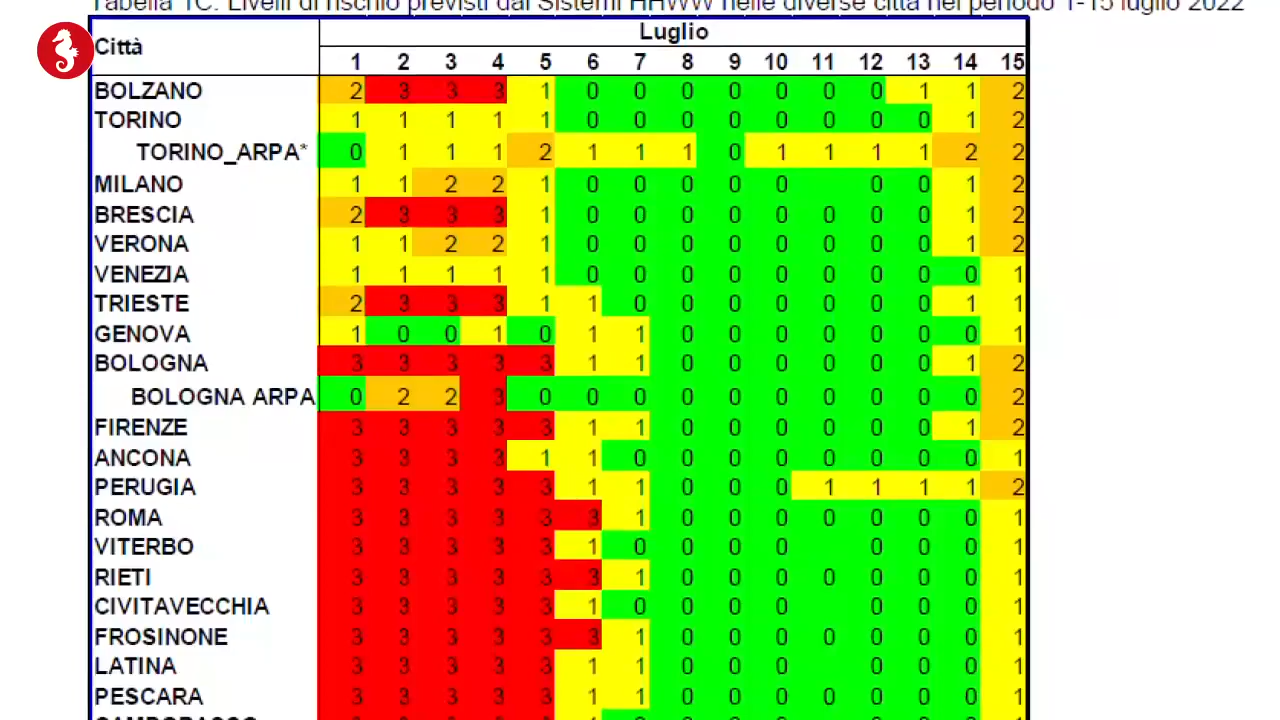 Tabella 1C. Livelli di rischio previsti dai Sistemi HHWW nelle diverse città nel periodo 1-15 luglio 2022
Città Luglio
1 2 3 4 5 6 7 8 9 10 11 12 13 14 15
BOLZANO 2 3 3 3 1 0 0 0 0 0 0 0 1 1 2
TORINO 1 1 1 1 1 0 0 0 0 0 0 0 0 1 2
TORINO_ARPA* 0 1 1 1 2 1 1 1 0 1 1 1 1 2 2
MILANO 1 1 2 2 1 0 0 0 0 0 0 0 1 2
BRESCIA 2 3 3 3 1 0 0 0 0 0 0 0 0 1 2
VERONA 1 1 2 2 1 0 0 0 0 0 0 0 0 1 2
VENEZIA 1 1 1 1 1 0 0 0 0 0 0 0 0 0 1
TRIESTE 2 3 3 3 1 1 0 0 0 0 0 0 0 1 1
GENOVA 1 0 0 1 0 1 1 0 0 0 0 0 0 0 1
BOLOGNA 3 3 3 3 3 1 1 0 0 0 0 0 0 1 2
BOLOGNA ARPA 0 2 2 3 0 0 0 0 0 0 0 0 0 0 2
FIRENZE 3 3 3 3 3 1 1 0 0 0 0 0 0 1 2
ANCONA 3 3 3 3 1 1 0 0 0 0 0 0 0 0 1
PERUGIA 3 3 3 3 3 1 1 0 0 0 1 1 1 1 2
ROMA 3 3 3 3 3 3 1 0 0 0 0 0 0 0 1
VITERBO 3 3 3 3 3 1 0 0 0 0 0 0 0 1
RIETI 3 3 3 3 3 3 1 0 0 0 0 0 0 0 1
CIVITAVECCHIA 3 3 3 3 3 1 0 0 0 0 0 0 0 1
FROSINONE 3 3 3 3 3 3 1 0 0 0 0 0 0 0 1
LATINA 3 3 3 3 3 1 1 0 0 0 0 0 0 1
PESCARA 3 3 3 3 3 1 1 0 0 0 0 0 0 0 1